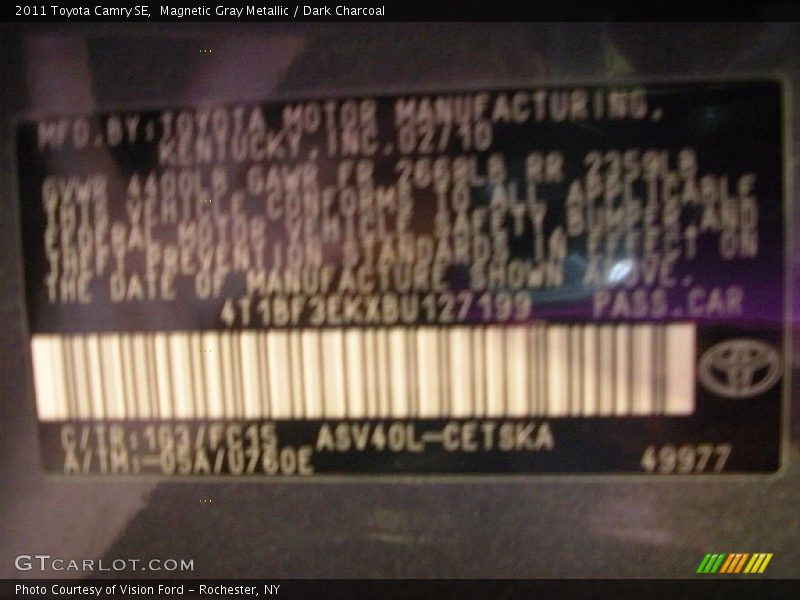 2011 Toyota Camry SE,  Magnetic Gray Metallic / Dark Charcoal
MFD.BY:TOYOTA MOTOR MANUFACTURING,
KENTUCKY,INC.02/10
GVWR 4400LB GAWR FR 2668LB RR 2359LB
THIS VEHICLE CONFORMS TO ALL APPLICABLE
FEDERAL MOTOR VEHICLE SAFETY,BUMPER AND
THEFT PREVENTION STANDARDS IN EFFECT ON
THE DATE OF MANUFACTURE SHOWN ABOVE.
4T1BF3EKXBU127199 PASS.CAR
C/TR:1G3/FC15 ASV40L-CETSKA
A/TM:-05A/U760E 49977
GTCARLOT.COM
Photo Courtesy of Vision Ford - Rochester, NY